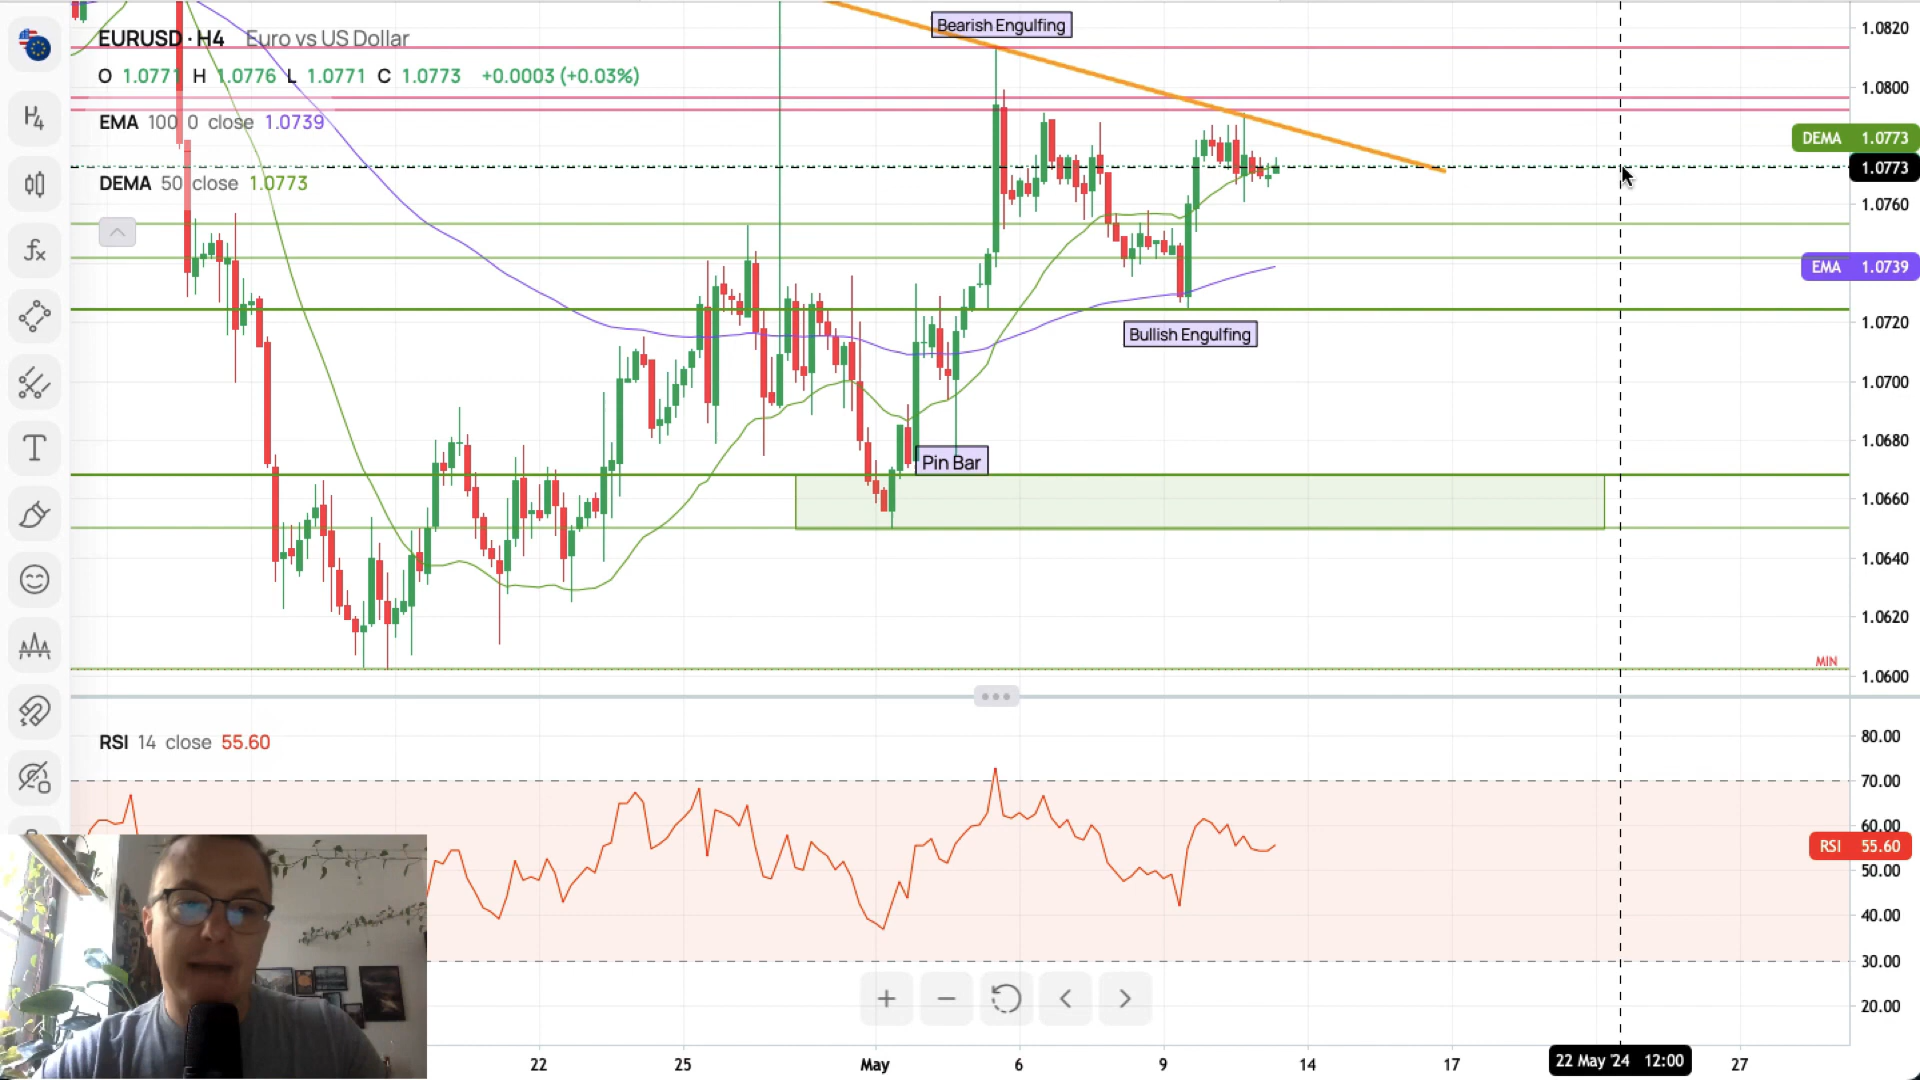 EURUSD · H4 Euro vs US Dollar
O 1.0771 H 1.0776 L 1.0771 C 1.0773 +0.0003 (+0.03%)
EMA 100 0 close 1.0739
DEMA 50 close 1.0773
H4
fx
T
Bearish Engulfing
Bullish Engulfing
Pin Bar
MIN
1.0820
1.0800
DEMA 1.0773
1.0773
1.0760
EMA 1.0739
1.0720
1.0700
1.0680
1.0660
1.0640
1.0620
1.0600
RSI 14 close 55.60
80.00
70.00
60.00
RSI 55.60
50.00
40.00
30.00
20.00
22 25 May 6 9 14 17 22 May '24 12:00 27